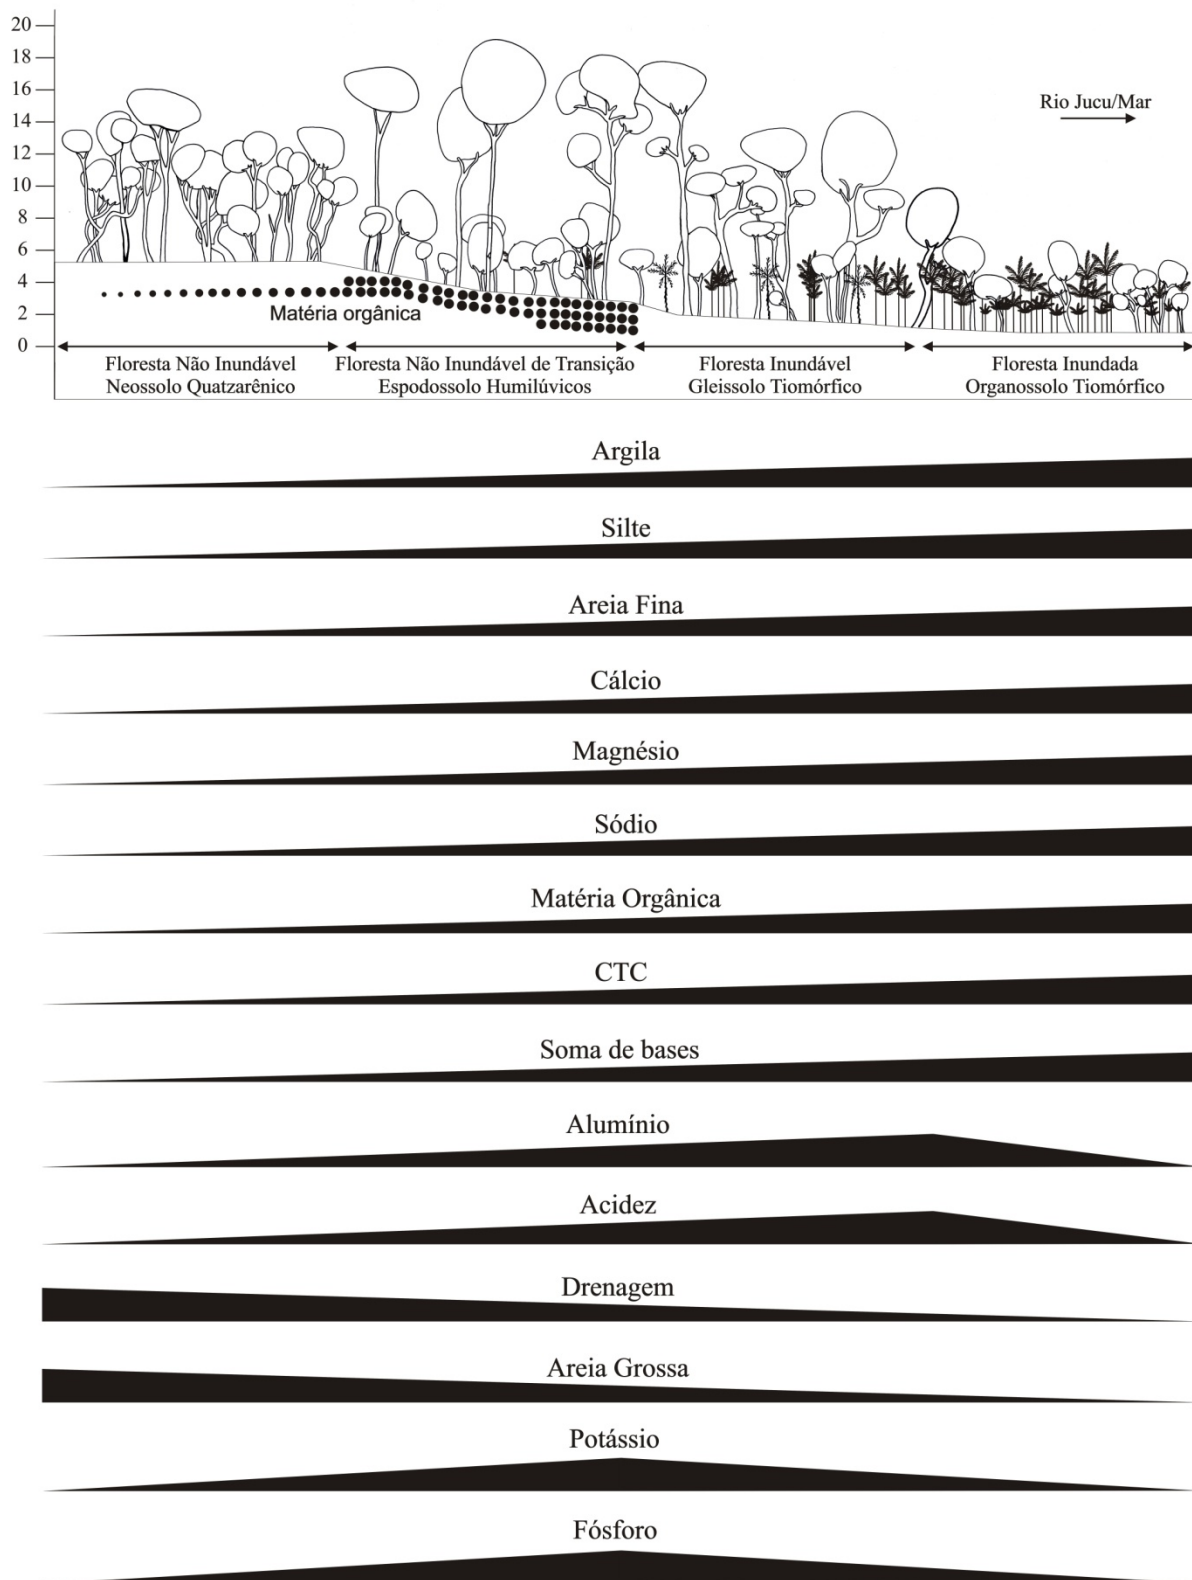 20
18
16
14
12
10
8
6
4
2
0
Rio Jucu/Mar
Matéria orgânica
Floresta Não Inundável
Neossolo Quatzarênico
Floresta Não Inundável de Transição
Espodossolo Humilúvicos
Floresta Inundável
Gleissolo Tiomórfico
Floresta Inundada
Organossolo Tiomórfico
Argila
Silte
Areia Fina
Cálcio
Magnésio
Sódio
Matéria Orgânica
CTC
Soma de bases
Alumínio
Acidez
Drenagem
Areia Grossa
Potássio
Fósforo